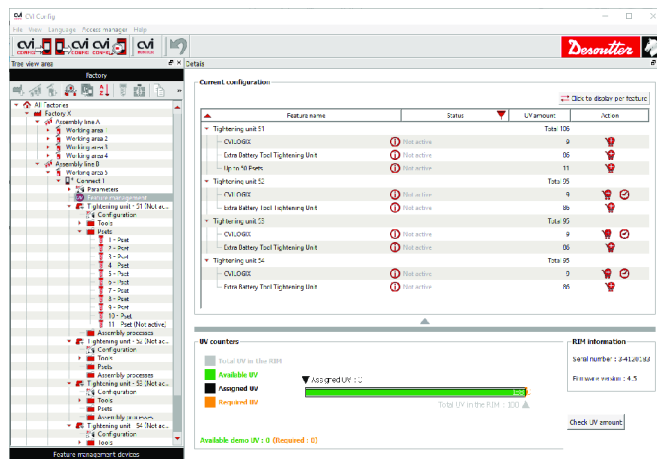 CVI Config
File View Language Access manager Help
CVI CONFIG CVI CONFIG CVI CVI
Desoutter
Tree view area
Details
Factory
All Factories
Factory X
Assembly line A
Working area 1
Working area 2
Working area 3
Working area 4
Assembly line B
Working area 5
Connect 1
Parameters
Feature management
Tightening unit - 51 (Not ac...
Configuration
Tools
Psets
1 - Pset
2 - Pset
3 - Pset
4 - Pset
5 - Pset
6 - Pset
7 - Pset
8 - Pset
9 - Pset
10 - Pset
11 Pset (Not active)
Assembly processes
Tightening unit - 52 (Not ac...
Configuration
Tools
Psets
Assembly processes
Tightening unit - 53 (Not ac...
Configuration
Tools
Psets
Assembly processes
Tightening unit 54 (Not ac...
Configuration
Tools
Feature management devices
Current configuration
Click to display per feature
Feature name Status UV amount Action
Tightening unit 51 Total 106
CVILOGIX Not active 9
Extra Battery Tool Tightening Unit Not active 86
Up to 50 Psets Not active 11
Tightening unit 52 Total 95
CVILOGIX Not active 9
Extra Battery Tool Tightening Unit Not active 86
Tightening unit 53 Total 95
CVILOGIX Not active 9
Extra Battery Tool Tightening Unit Not active 86
Tightening unit 54 Total 95
CVILOGIX Not active 9
Extra Battery Tool Tightening Unit Not active 86
UV counters
Total UV in the RIM
Available UV
Assigned UV
Required UV
Assigned UV : 0
Total UV in the RIM : 100
Available demo UV : 0 (Required : 0)
RIM information
Serial number :
Firmware version : 4.5
Check UV amount